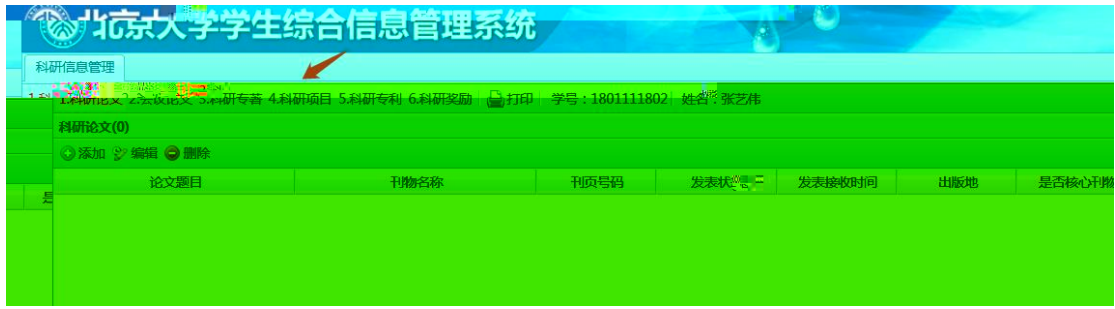 北京大学学生综合信息管理系统
科研信息管理
1.科研论文 2.会议论文 3.科研专著 4.科研项目 5.科研专利 6.科研奖励 打印 学号：1801111802 姓名：张艺伟
科研论文(0)
添加 编辑 删除
论文题目 刊物名称 刊页号码 发表状 发表接收时间 出版地 是否核心刊物